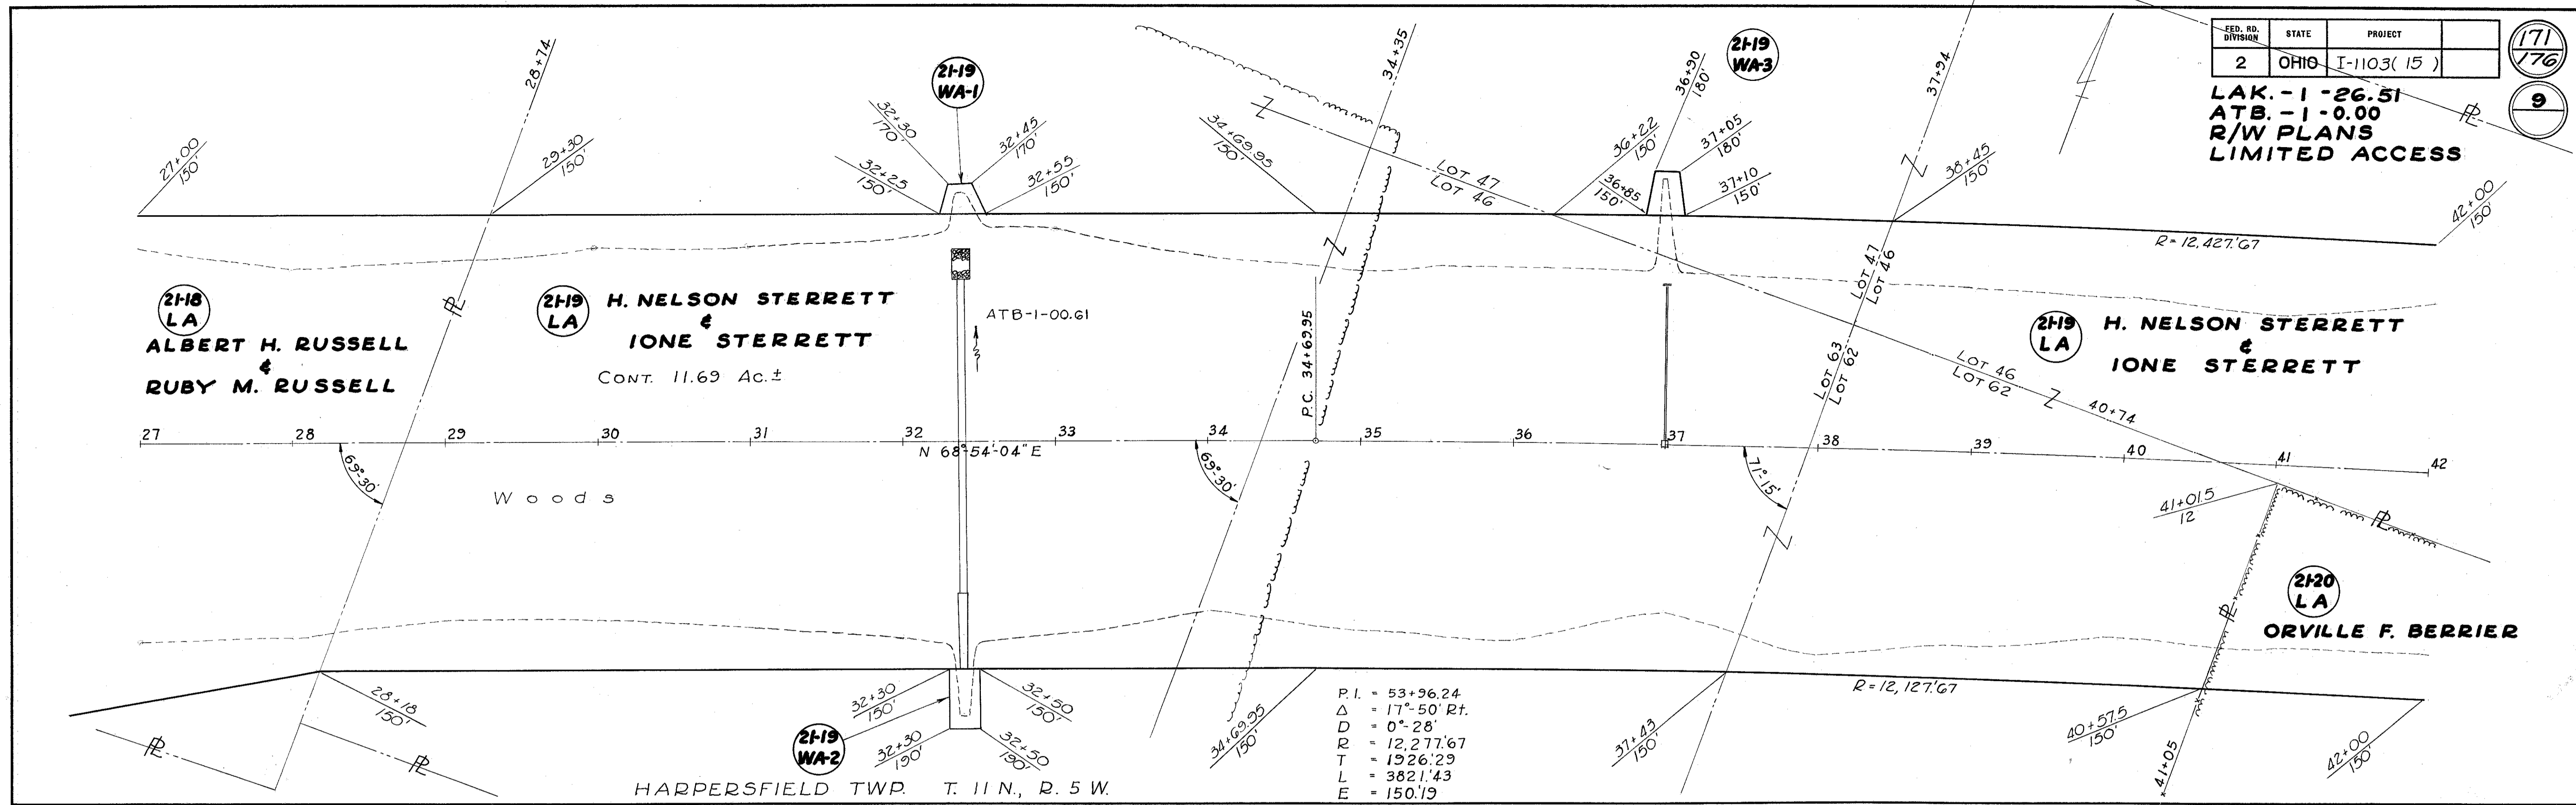 FED. RD. DIVISION STATE PROJECT
2 OHIO I-1103( 15 )
171
176
9
LAK. - 1 - 26.51
ATB. - 1 - 0.00
R/W PLANS
LIMITED ACCESS
27+00
150'
28+74
29+30
150'
21-19
WA-1
32+30
170'
32+45
170'
32+25
150'
32+55
150'
34+69.95
150'
34+35
LOT 47
LOT 46
36+90
180'
21-19
WA-3
36+22
150'
37+05
180'
36+85
150'
37+10
150'
37+94
38+45
150'
42+00
150'
R= 12,427.'67
21-18
LA
ALBERT H. RUSSELL
&
RUBY M. RUSSELL
21-19
LA
H. NELSON STERRETT
&
IONE STERRETT
CONT. 11.69 Ac.±
ATB-1-00.61
P.C. 34+69.95
LOT 47
LOT 46
LOT 63
LOT 62
LOT 46
LOT 62
40+74
21-19
LA
H. NELSON STERRETT
&
IONE STERRETT
27 28 29 30 31 32 33 34 35 36 37 38 39 40 41 42
N 68°-54'-04" E
69°-30'
69°-30'
71°-15'
Woods
41+01.5
12
21-20
LA
ORVILLE F. BERRIER
28+18
150'
32+30
150'
32+50
150'
21-19
WA-2
32+30
190'
32+50
190'
34+69.95
150'
37+43
150'
R= 12,127.'67
40+57.5
150'
41+05
42+00
150'
P.I. = 53+96.24
Δ = 17°-50' Rt.
D = 0°-28'
R = 12,277.'67
T = 1926.'29
L = 3821.'43
E = 150.'19
HARPERSFIELD TWP. T. 11 N., R. 5 W.
PL
PL
PL
PL
PL
PL